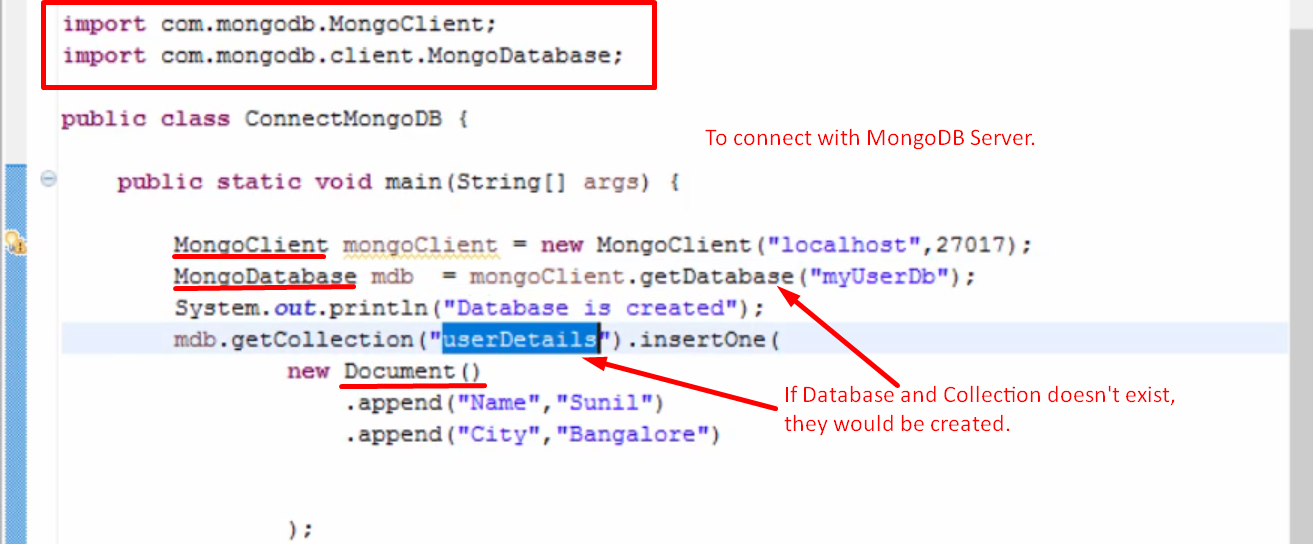 import com.mongodb.MongoClient;
import com.mongodb.client.MongoDatabase;
public class ConnectMongoDB {
To connect with MongoDB Server.
public static void main(String[] args) {
MongoClient mongoClient = new MongoClient("localhost",27017);
MongoDatabase mdb  = mongoClient.getDatabase("myUserDb");
System.out.println("Database is created");
mdb.getCollection("userDetails").insertOne(
new Document()
If Database and Collection doesn't exist,
they would be created.
.append("Name","Sunil")
.append("City","Bangalore")
);